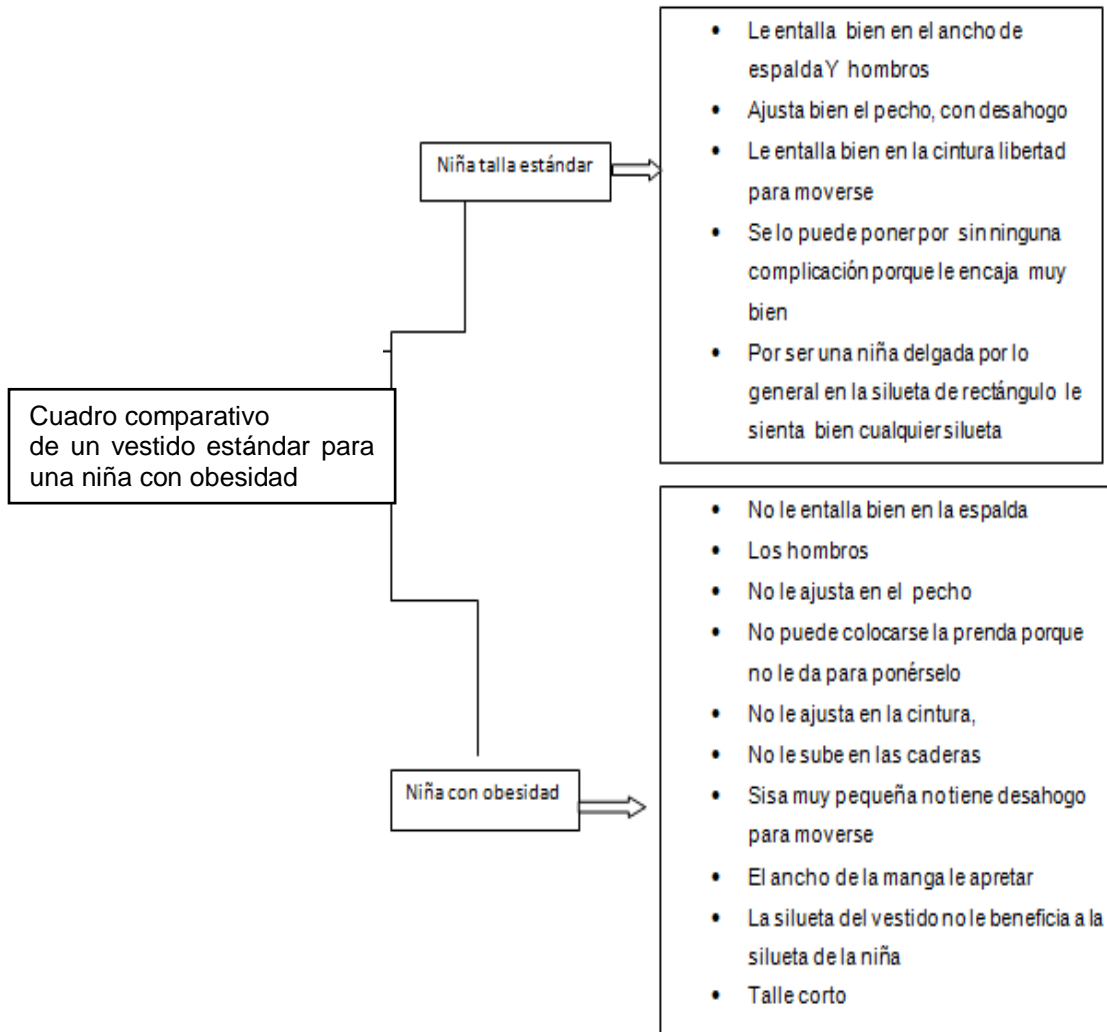 Cuadro comparativo
de un vestido estándar para
una niña con obesidad
Niña talla estándar
• Le entalla bien en el ancho de
espalda Y hombros
• Ajusta bien el pecho, con desahogo
• Le entalla bien en la cintura libertad
para moverse
• Se lo puede poner por sin ninguna
complicación porque le encaja muy
bien
• Por ser una niña delgada por lo
general en la silueta de rectángulo le
sienta bien cualquier silueta
Niña con obesidad
• No le entalla bien en la espalda
• Los hombros
• No le ajusta en el pecho
• No puede colocarse la prenda porque
no le da para ponérselo
• No le ajusta en la cintura,
• No le sube en las caderas
• Sisa muy pequeña no tiene desahogo
para moverse
• El ancho de la manga le apretar
• La silueta del vestido no le beneficia a la
silueta de la niña
• Talle corto